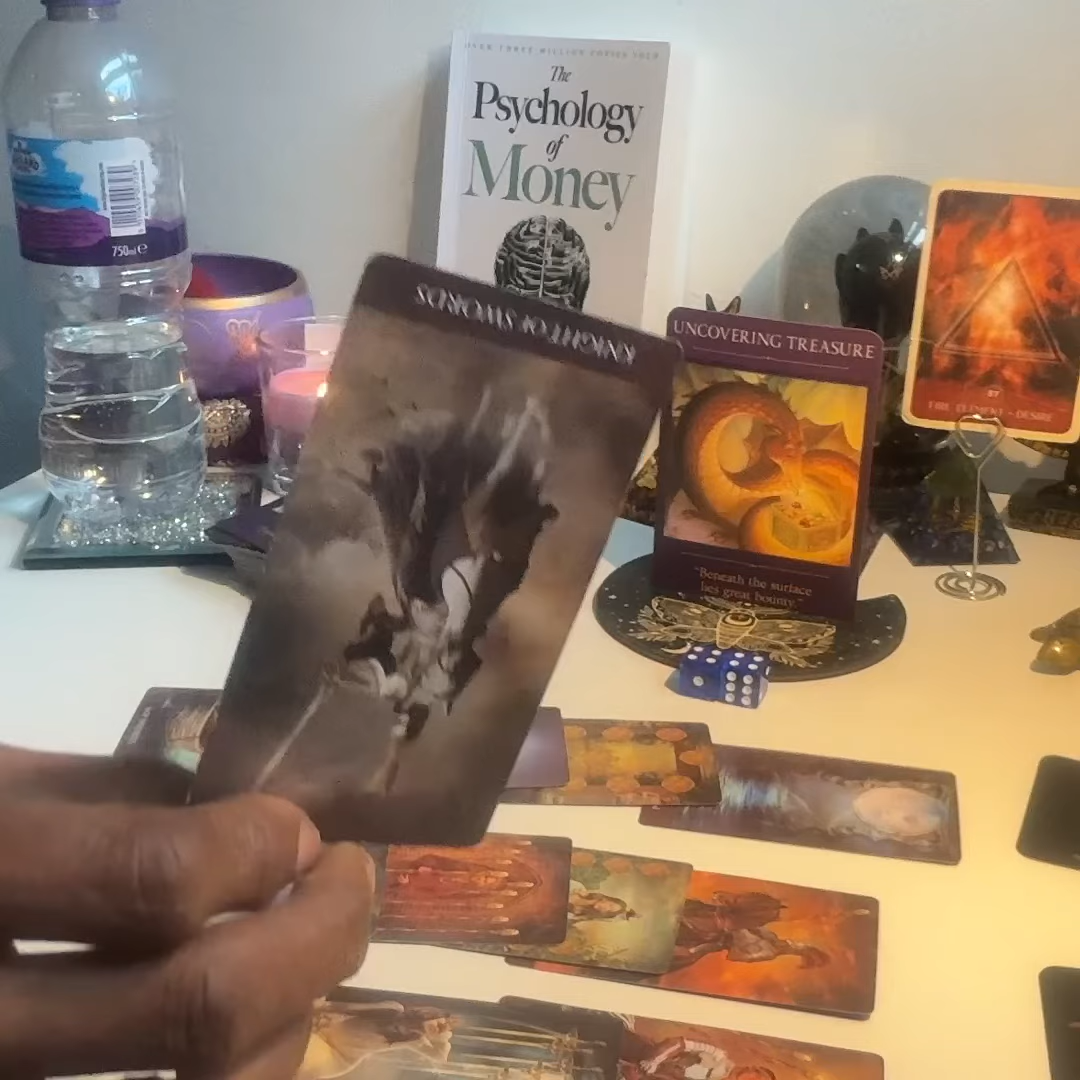 OVER THREE MILLION COPIES SOLD
The
Psychology
of
Money
750ml e
KNIGHT OF SWORDS
UNCOVERING TREASURE
"Beneath the surface
lies great bounty."
57
FIRE ELEMENT - DESIRE